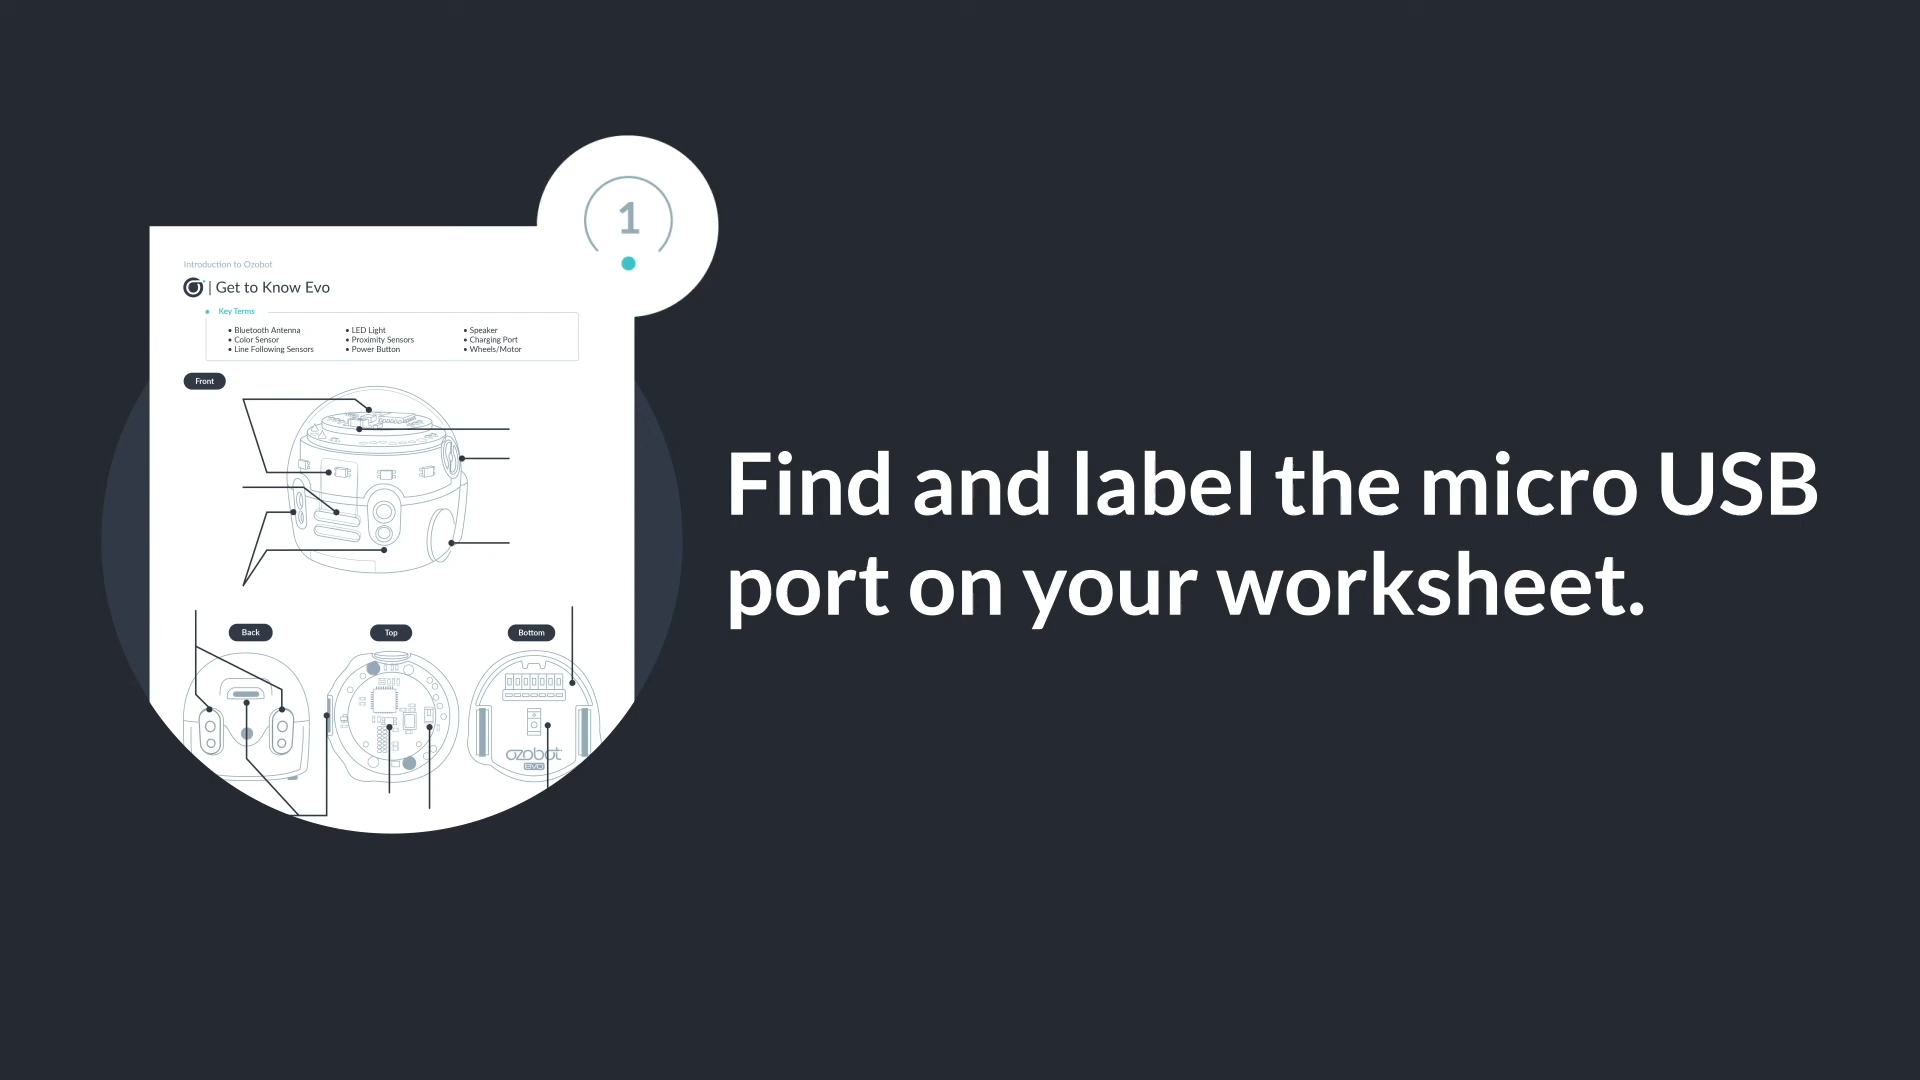 1
Introduction to Ozobot
| Get to Know Evo
Key Terms
• Bluetooth Antenna
• Color Sensor
• Line Following Sensors
• LED Light
• Proximity Sensors
• Power Button
• Speaker
• Charging Port
• Wheels/Motor
Front
Back
Top
Bottom
ozobot
evo
Find and label the micro USB
port on your worksheet.